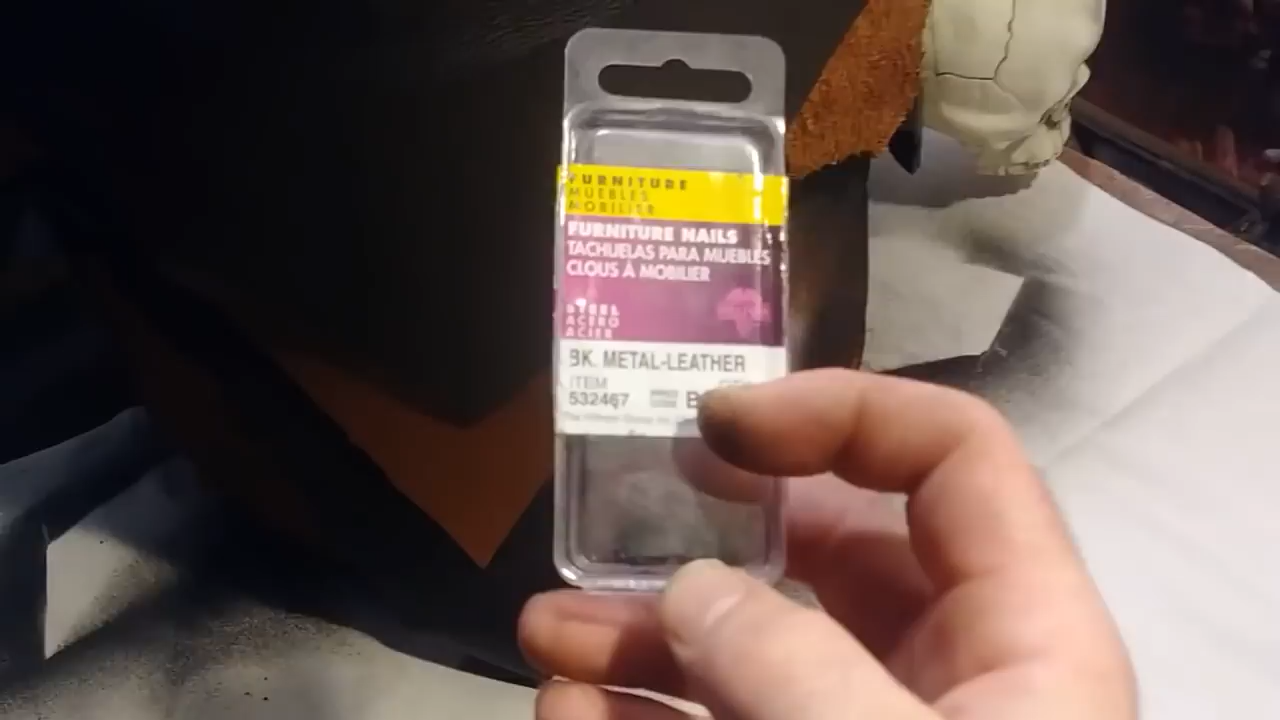 FURNITURE
MUEBLES
MOBILIER
FURNITURE NAILS
TACHUELAS PARA MUEBLES
CLOUS À MOBILIER
STEEL
ACERO
ACIER
BK. METAL-LEATHER
ITEM
532467